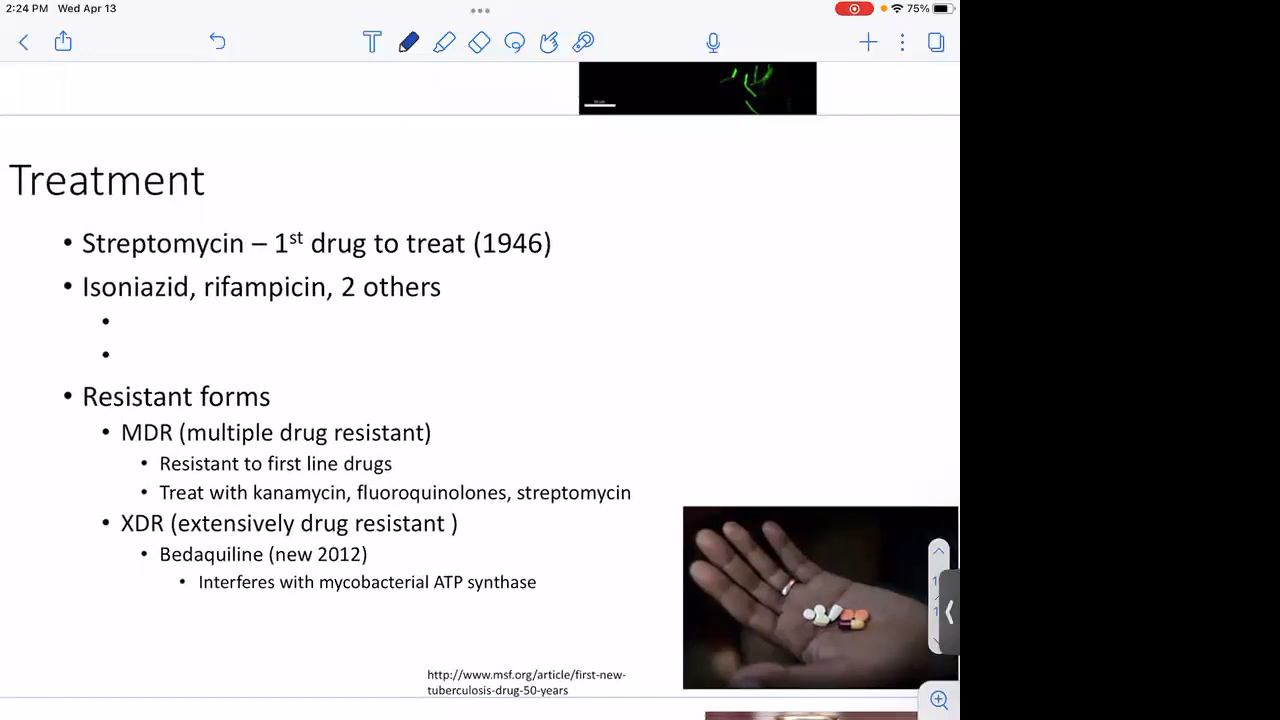 2:24 PM Wed Apr 13
75%
Treatment
• Streptomycin – 1st drug to treat (1946)
• Isoniazid, rifampicin, 2 others
•
•
• Resistant forms
• MDR (multiple drug resistant)
• Resistant to first line drugs
• Treat with kanamycin, fluoroquinolones, streptomycin
• XDR (extensively drug resistant )
• Bedaquiline (new 2012)
• Interferes with mycobacterial ATP synthase
http://www.msf.org/article/first-new-
tuberculosis-drug-50-years